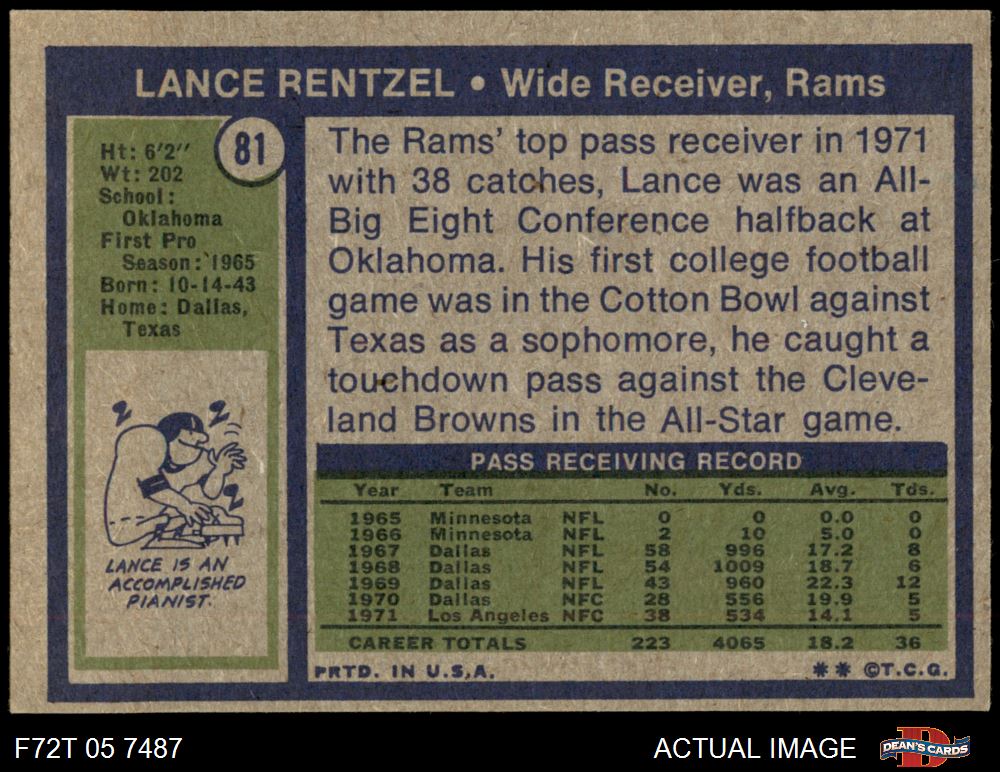 LANCE RENTZEL • Wide Receiver, Rams
81
Ht: 6'2''
Wt: 202
School:
Oklahoma
First Pro
Season: 1965
Born: 10-14-43
Home: Dallas,
Texas
LANCE IS AN
ACCOMPLISHED
PIANIST.
The Rams' top pass receiver in 1971
with 38 catches, Lance was an All-
Big Eight Conference halfback at
Oklahoma. His first college football
game was in the Cotton Bowl against
Texas as a sophomore, he caught a
touchdown pass against the Cleve-
land Browns in the All-Star game.
PASS RECEIVING RECORD
Year Team No. Yds. Avg. Tds.
1965 Minnesota NFL 0 0 0.0 0
1966 Minnesota NFL 2 10 5.0 0
1967 Dallas NFL 58 996 17.2 8
1968 Dallas NFL 54 1009 18.7 6
1969 Dallas NFL 43 960 22.3 12
1970 Dallas NFC 28 556 19.9 5
1971 Los Angeles NFC 38 534 14.1 5
CAREER TOTALS 223 4065 18.2 36
PRTD. IN U.S.A. ** ©T.C.G.
F72T 05 7487 ACTUAL IMAGE DEAN'S CARDS